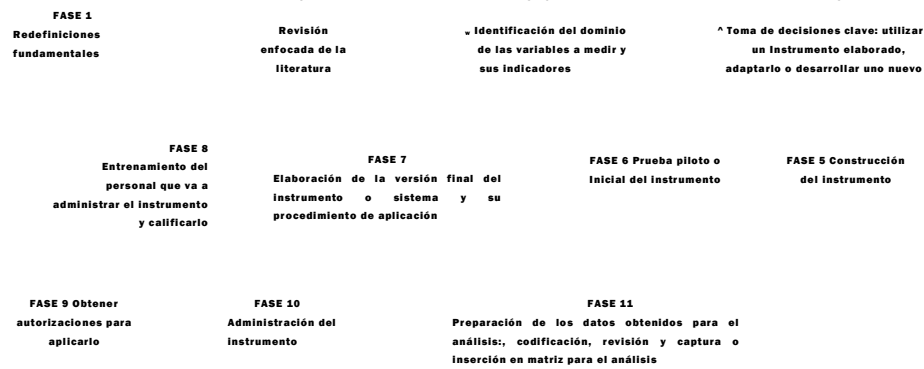 FASE 1
Redefiniciones
fundamentales
Revisión
enfocada de la
literatura
w Identificación del dominio
de las variables a medir y
sus indicadores
^ Toma de decisiones clave: utilizar
un Instrumento elaborado,
adaptarlo o desarrollar uno nuevo
FASE 8
Entrenamiento del
personal que va a
administrar el instrumento
y calificarlo
FASE 7
Elaboración de la versión final del
instrumento o sistema y su
procedimiento de aplicación
FASE 6 Prueba piloto o
Inicial del instrumento
FASE 5 Construcción
del instrumento
FASE 9 Obtener
autorizaciones para
aplicarlo
FASE 10
Administración del
instrumento
FASE 11
Preparación de los datos obtenidos para el
análisis:, codificación, revisión y captura o
inserción en matriz para el análisis